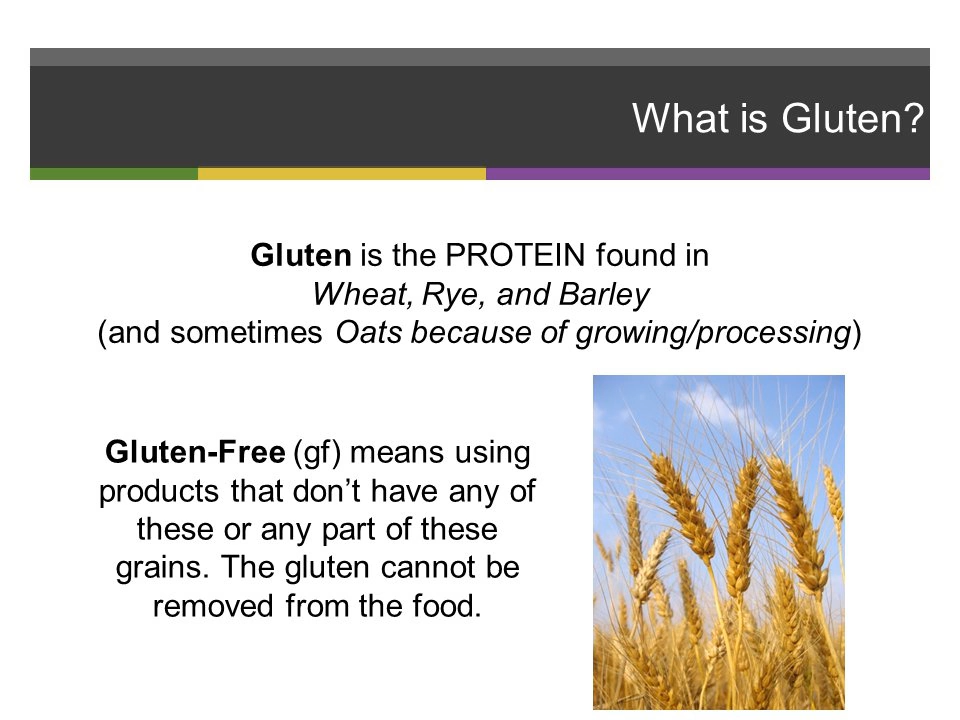 What is Gluten?
Gluten is the PROTEIN found in
Wheat, Rye, and Barley
(and sometimes Oats because of growing/processing)
Gluten-Free (gf) means using
products that don’t have any of
these or any part of these
grains. The gluten cannot be
removed from the food.